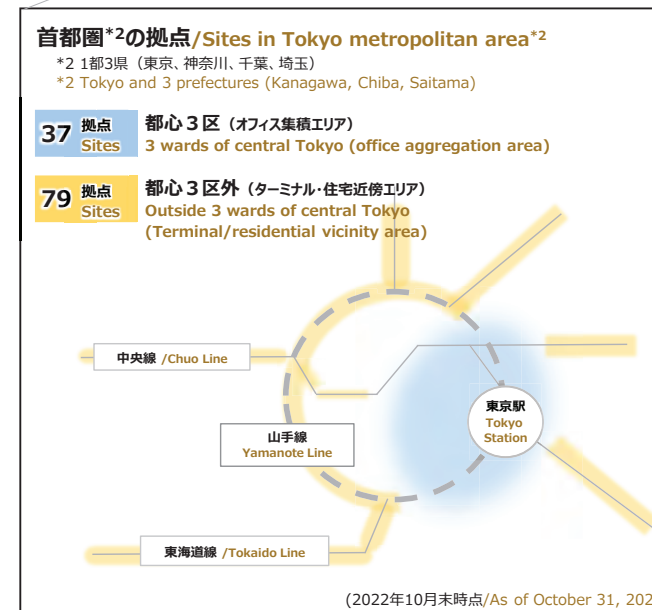 首都圏*2の拠点/Sites in Tokyo metropolitan area*2
*2 1都3県（東京、神奈川、千葉、埼玉）
*2 Tokyo and 3 prefectures (Kanagawa, Chiba, Saitama)
37 拠点 Sites
都心３区（オフィス集積エリア）
3 wards of central Tokyo (office aggregation area)
79 拠点 Sites
都心３区外（ターミナル・住宅近傍エリア）
Outside 3 wards of central Tokyo
(Terminal/residential vicinity area)
中央線 /Chuo Line
東京駅
Tokyo
Station
山手線
Yamanote Line
東海道線 /Tokaido Line
(2022年10月末時点/As of October 31, 202